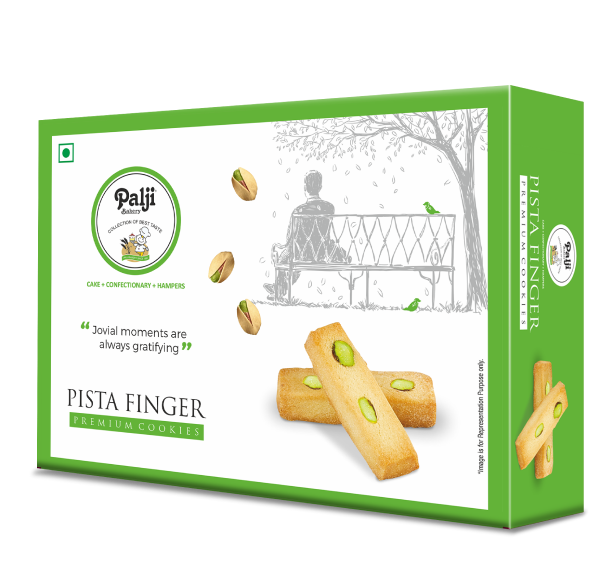 Palji
Bakery
COLLECTION OF BEST TASTE
CAKE + CONFECTIONARY + HAMPERS
“ Jovial moments are
always gratifying ”
PISTA FINGER
PREMIUM COOKIES
*Image is for Representation Purpose only.
PISTA FINGER
PREMIUM COOKIES
Palji